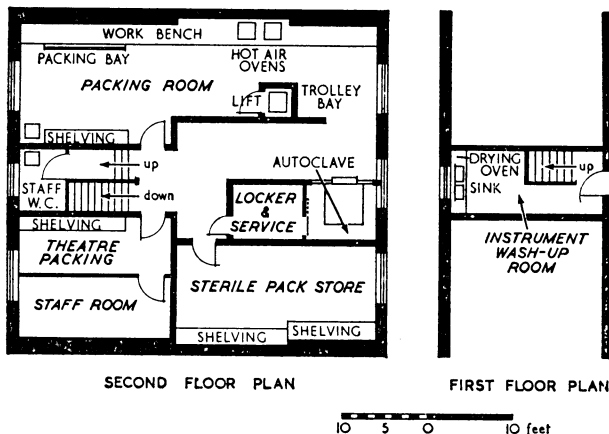 WORK BENCH
PACKING BAY
HOT AIR
OVENS
PACKING ROOM
LIFT
TROLLEY
BAY
SHELVING
up
AUTOCLAVE
STAFF
W.C.
down
LOCKER
&
SERVICE
SHELVING
THEATRE
PACKING
STAFF ROOM
STERILE PACK STORE
SHELVING
SHELVING
SECOND FLOOR PLAN
DRYING
OVEN
up
SINK
INSTRUMENT
WASH-UP
ROOM
FIRST FLOOR PLAN
10 5 0 10 feet